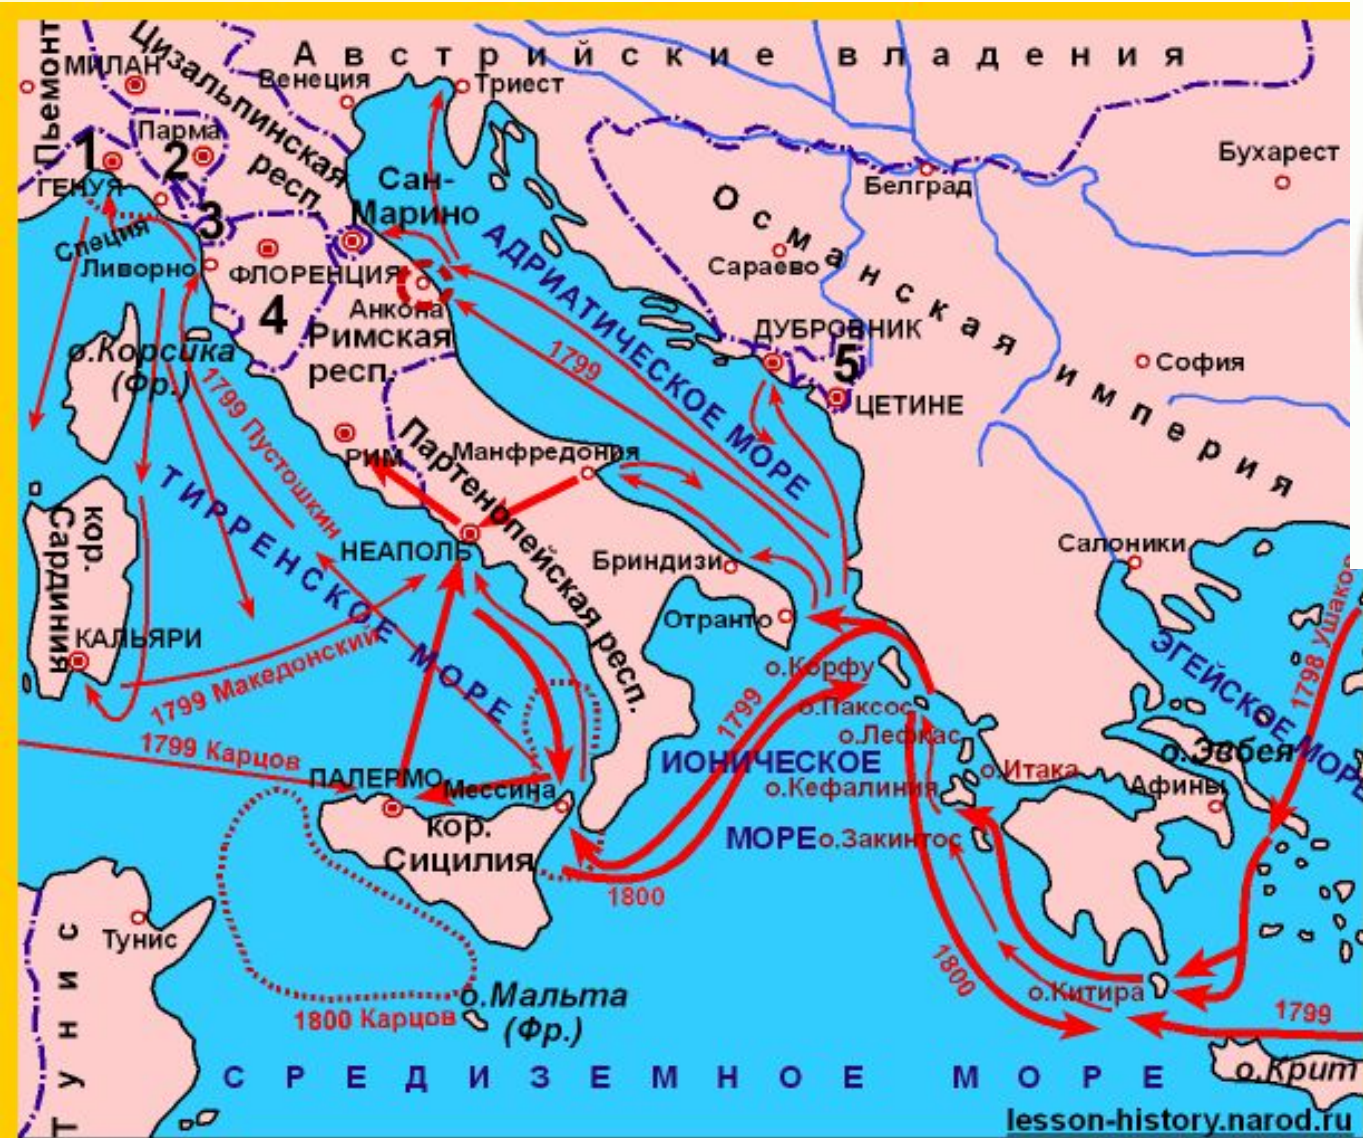 Пьемонт
МИЛАН
Цизальпинская
респ.
Австрийские владения
Венеция
Триест
Парма
1
2
ГЕНУЯ
Специя
3
Ливорно
ФЛОРЕНЦИЯ
4
Сан-
Марино
Анкона
Римская
респ.
АДРИАТИЧЕСКОЕ МОРЕ
1799
Белград
Бухарест
Османская империя
Сараево
ДУБРОВНИК
5
ЦЕТИНЕ
София
о.Корсика
(Фр.)
1799 Пустошкин
РИМ
Партенопейская респ.
Манфредония
ТИРРЕНСКОЕ МОРЕ
НЕАПОЛЬ
Бриндизи
Отранто
Салоники
кор.
Сардиния
КАЛЬЯРИ
1799 Македонский
1799 Карцов
ПАЛЕРМО
Мессина
кор.
Сицилия
о.Корфу
о.Паксос
о.Лефкас
1799
ИОНИЧЕСКОЕ
МОРЕ
о.Кефалиния
о.Итака
о.Закинтос
1800
ЭГЕЙСКОЕ МОРЕ
1798 Ушаков
о.Эвбея
Афины
Тунис
ТУНИС
о.Мальта
(Фр.)
1800 Карцов
1800
о.Китира
1799
о.Крит
СРЕДИЗЕМНОЕ МОРЕ
lesson-history.narod.ru